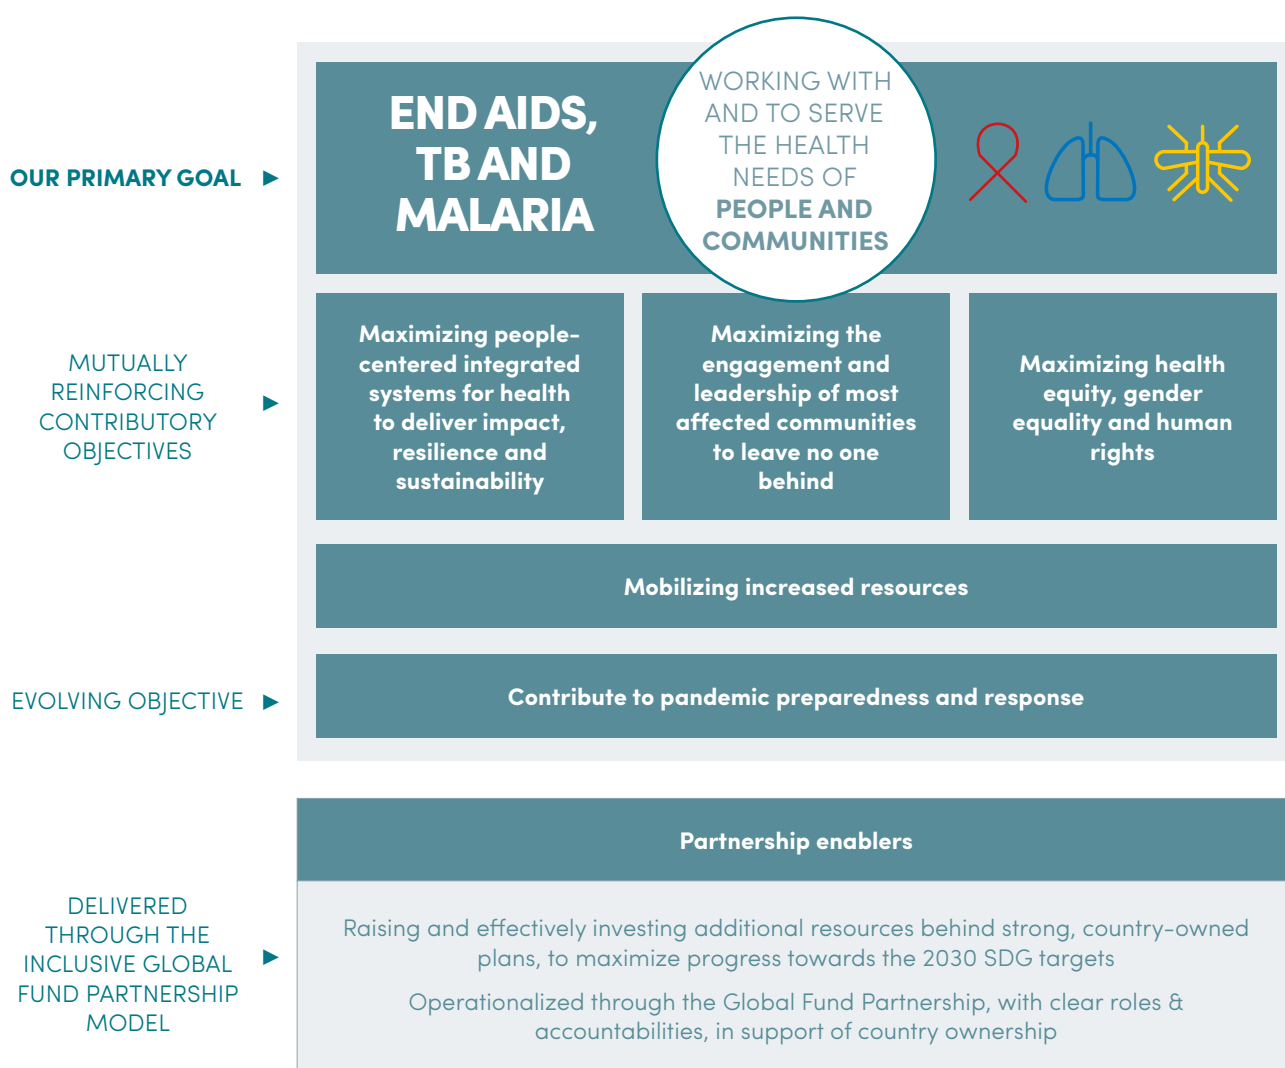 OUR PRIMARY GOAL ►
END AIDS,
TB AND
MALARIA
WORKING WITH
AND TO SERVE
THE HEALTH
NEEDS OF
PEOPLE AND
COMMUNITIES
MUTUALLY
REINFORCING
CONTRIBUTORY
OBJECTIVES
►
Maximizing people-
centered integrated
systems for health
to deliver impact,
resilience and
sustainability
Maximizing the
engagement and
leadership of most
affected communities
to leave no one
behind
Maximizing health
equity, gender
equality and human
rights
Mobilizing increased resources
EVOLVING OBJECTIVE ►
Contribute to pandemic preparedness and response
Partnership enablers
DELIVERED
THROUGH THE
INCLUSIVE GLOBAL
FUND PARTNERSHIP
MODEL
►
Raising and effectively investing additional resources behind strong, country-owned
plans, to maximize progress towards the 2030 SDG targets
Operationalized through the Global Fund Partnership, with clear roles &
accountabilities, in support of country ownership